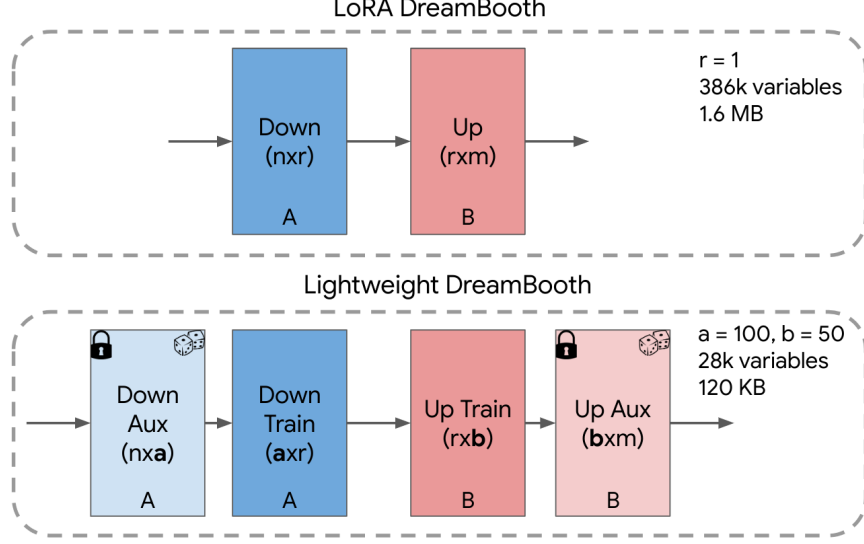 LoRA DreamBooth
Down
(nxr)
A
Up
(rxm)
B
r = 1
386k variables
1.6 MB
Lightweight DreamBooth
Down
Aux
(nxa)
A
Down
Train
(axr)
A
Up Train
(rxb)
B
Up Aux
(bxm)
B
a = 100, b = 50
28k variables
120 KB